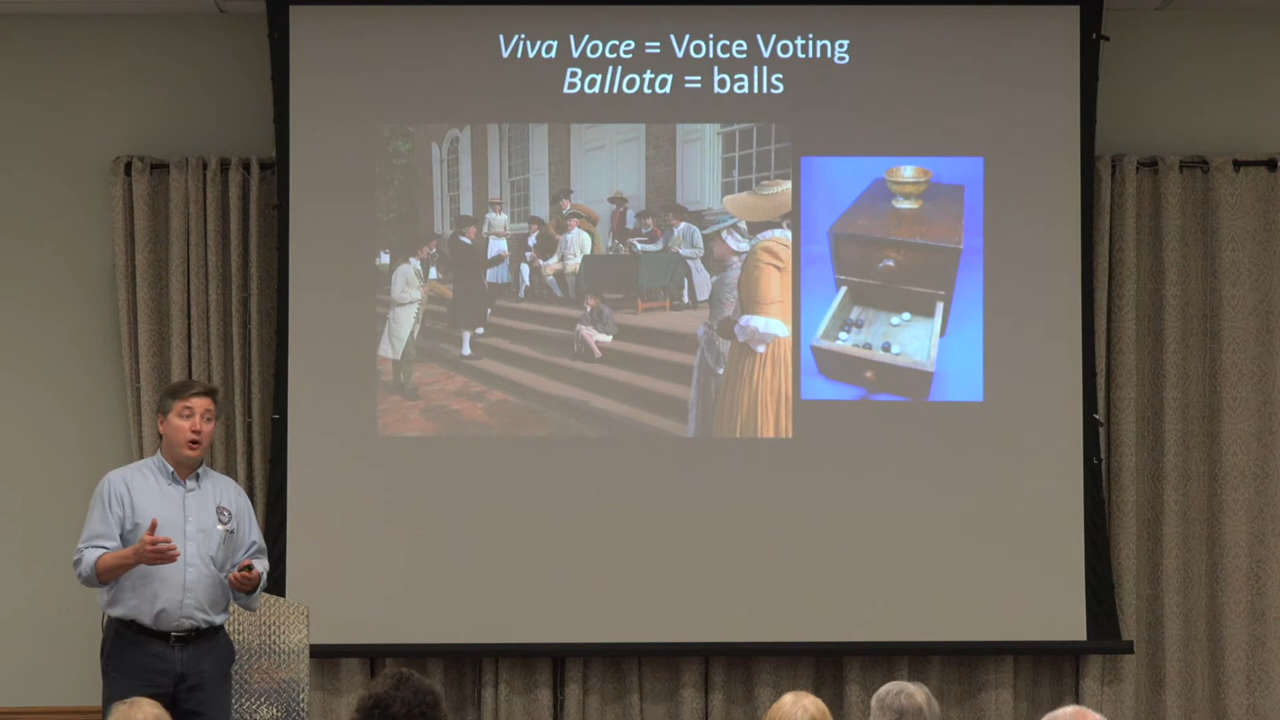 Viva Voce = Voice Voting
Ballota = balls